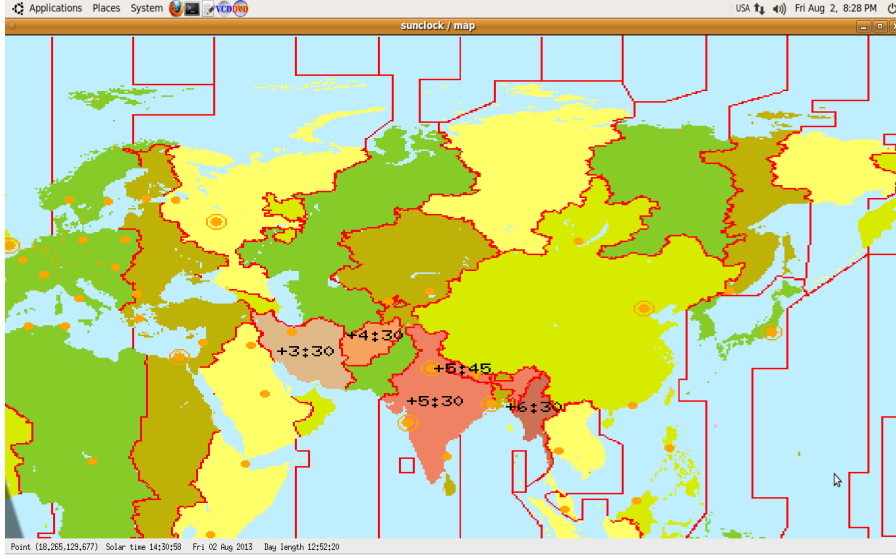 Applications Places System VCD DVD USA Fri Aug 2, 8:28 PM
sunclock / map
+4:30
+3:30
+5:45
+5:30
+6:30
Point (18,265,129,677) Solar time 14:30:58 Fri 02 Aug 2013 Day length 12:52:20